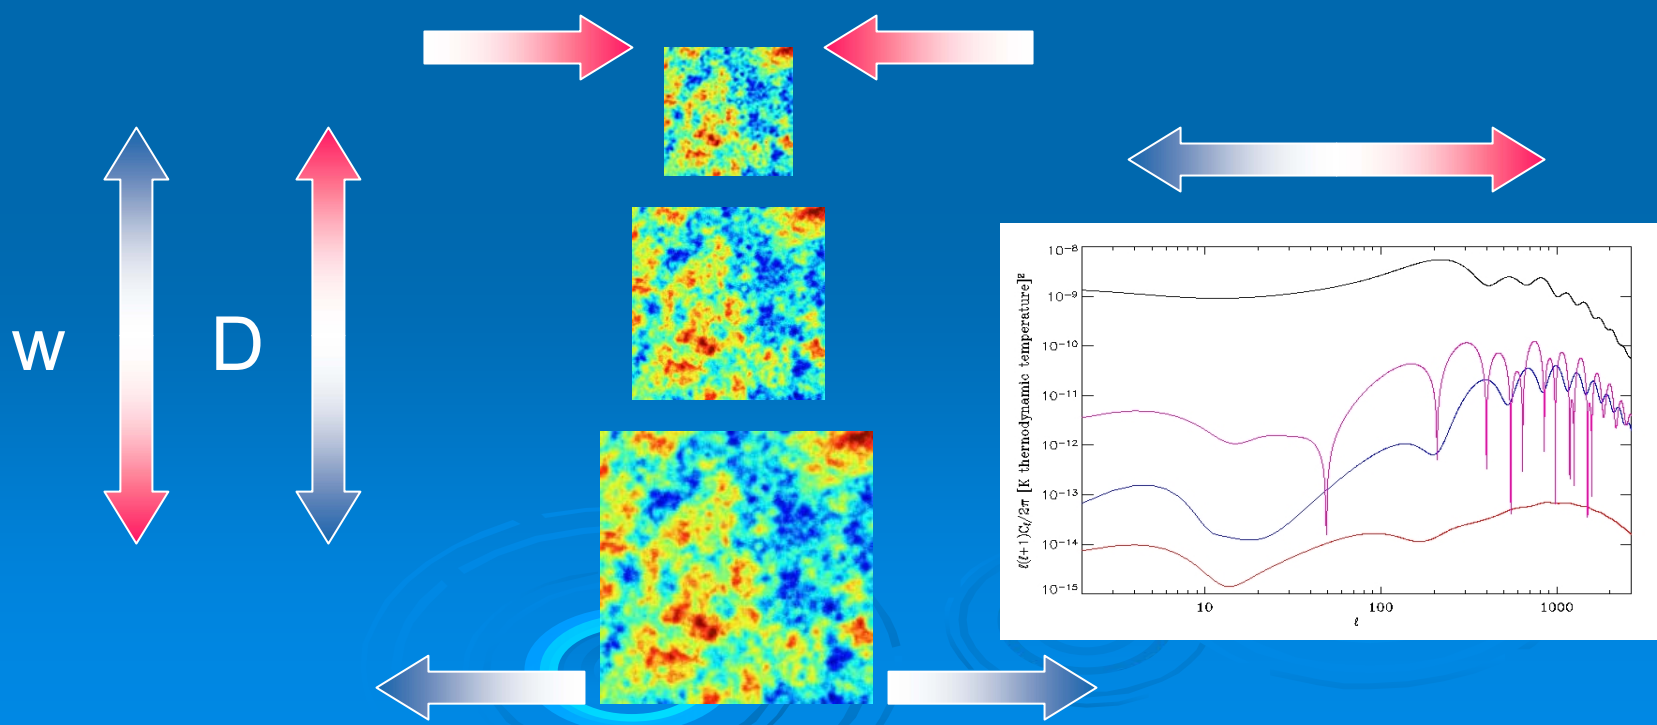 w
D
ℓ(ℓ+1)Cℓ/2π [K thermodynamic temperature]²
10⁻⁸
10⁻⁹
10⁻¹⁰
10⁻¹¹
10⁻¹²
10⁻¹³
10⁻¹⁴
10⁻¹⁵
10 100 1000
ℓ